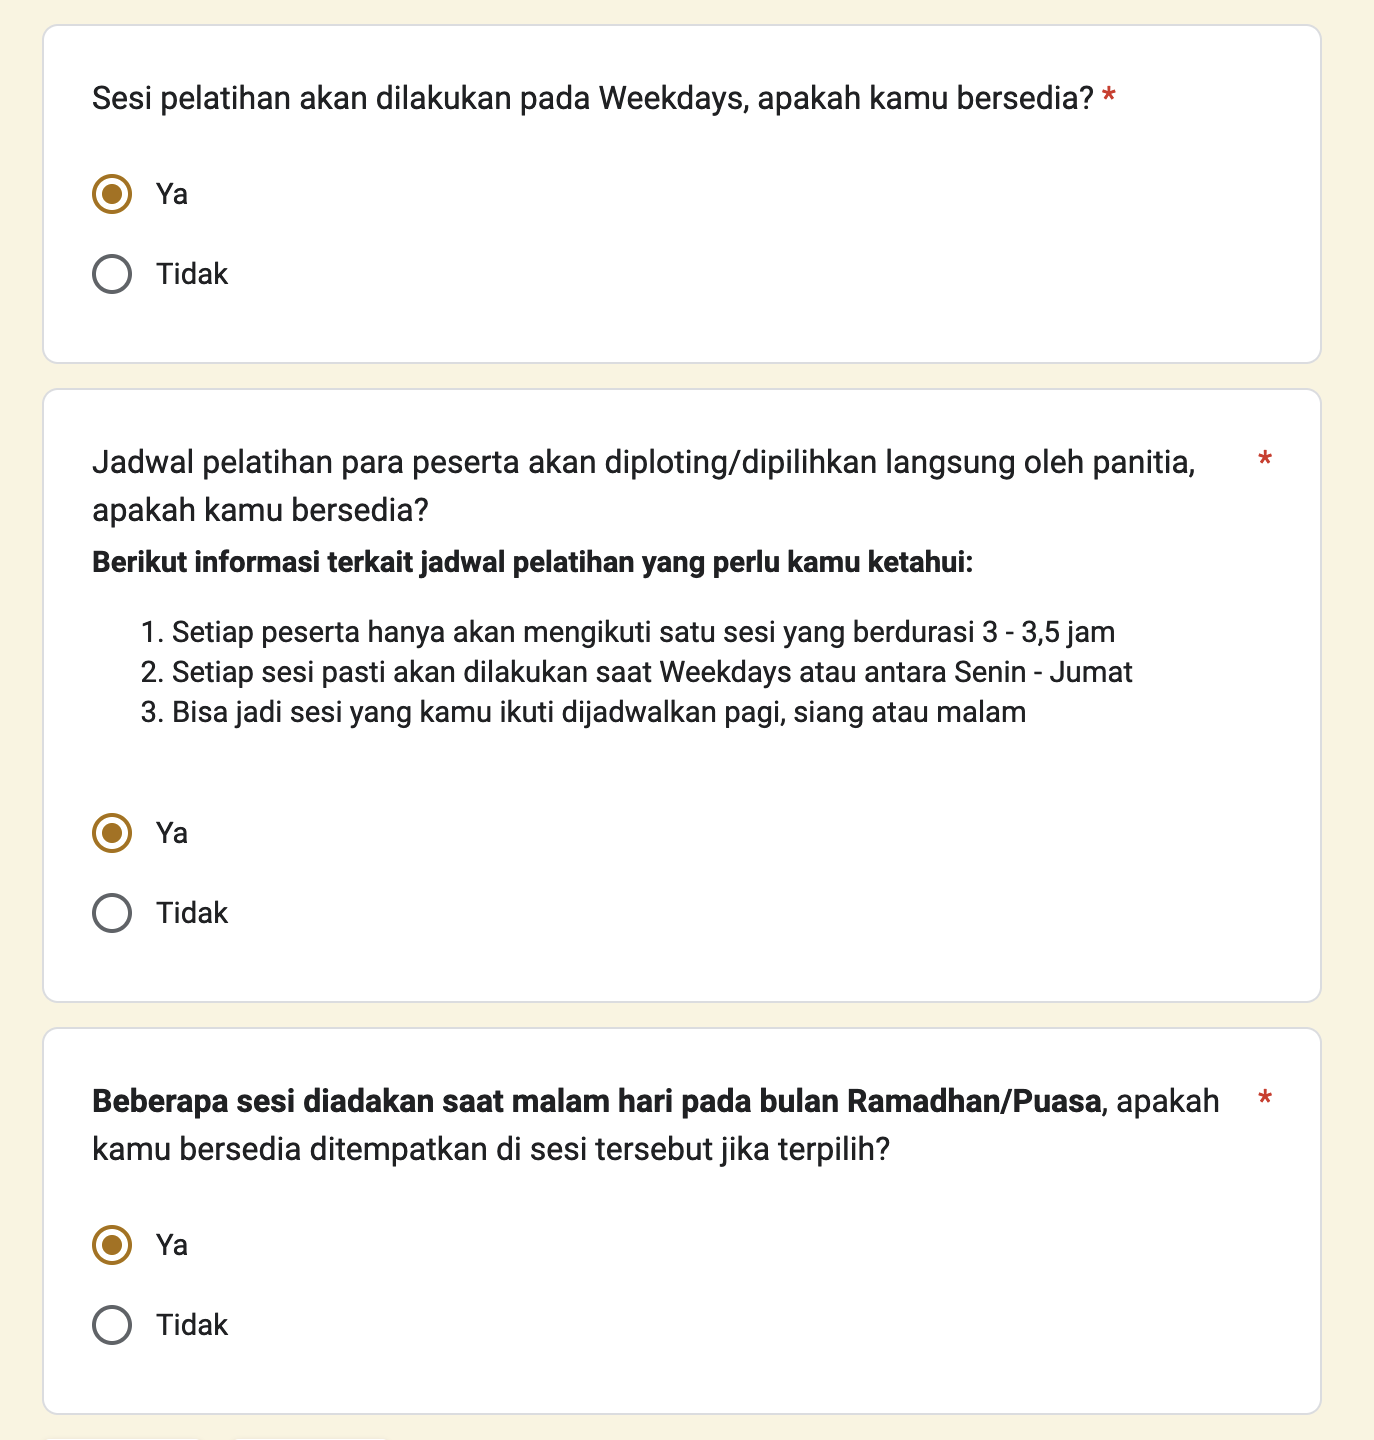 Sesi pelatihan akan dilakukan pada Weekdays, apakah kamu bersedia? *
Ya
Tidak
Jadwal pelatihan para peserta akan diploting/dipilihkan langsung oleh panitia, *
apakah kamu bersedia?
Berikut informasi terkait jadwal pelatihan yang perlu kamu ketahui:
1. Setiap peserta hanya akan mengikuti satu sesi yang berdurasi 3 - 3,5 jam
2. Setiap sesi pasti akan dilakukan saat Weekdays atau antara Senin - Jumat
3. Bisa jadi sesi yang kamu ikuti dijadwalkan pagi, siang atau malam
Ya
Tidak
Beberapa sesi diadakan saat malam hari pada bulan Ramadhan/Puasa, apakah *
kamu bersedia ditempatkan di sesi tersebut jika terpilih?
Ya
Tidak